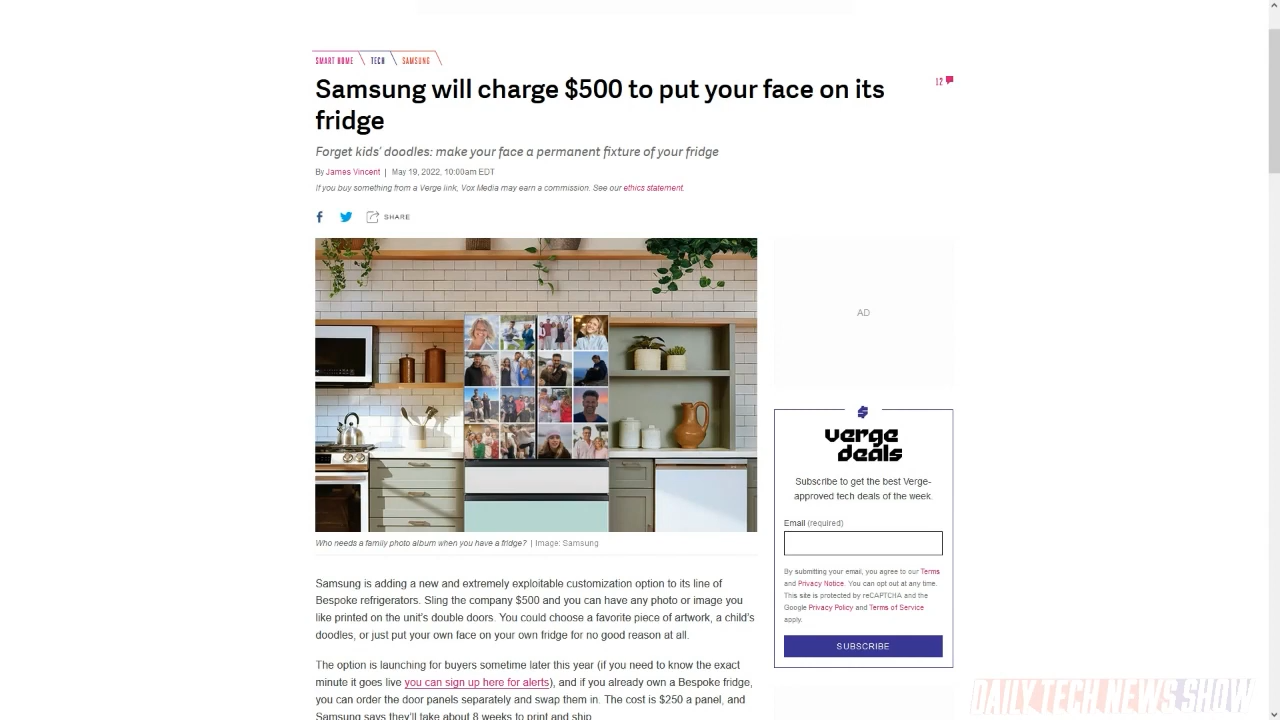 SMART HOME TECH SAMSUNG
Samsung will charge $500 to put your face on its
fridge
12
Forget kids' doodles: make your face a permanent fixture of your fridge
By James Vincent | May 19, 2022, 10:00am EDT
If you buy something from a Verge link, Vox Media may earn a commission. See our ethics statement.
SHARE
AD
verge
deals
Subscribe to get the best Verge-
approved tech deals of the week.
Email (required)
By submitting your email, you agree to our Terms
and Privacy Notice. You can opt out at any time.
This site is protected by reCAPTCHA and the
Google Privacy Policy and Terms of Service
apply.
SUBSCRIBE
Who needs a family photo album when you have a fridge? | Image: Samsung
Samsung is adding a new and extremely exploitable customization option to its line of
Bespoke refrigerators. Sling the company $500 and you can have any photo or image you
like printed on the unit's double doors. You could choose a favorite piece of artwork, a child's
doodles, or just put your own face on your own fridge for no good reason at all.
The option is launching for buyers sometime later this year (if you need to know the exact
minute it goes live you can sign up here for alerts), and if you already own a Bespoke fridge,
you can order the door panels separately and swap them in. The cost is $250 a panel, and
Samsung says they'll take about 8 weeks to print and ship.
DAILY TECH NEWS SHOW